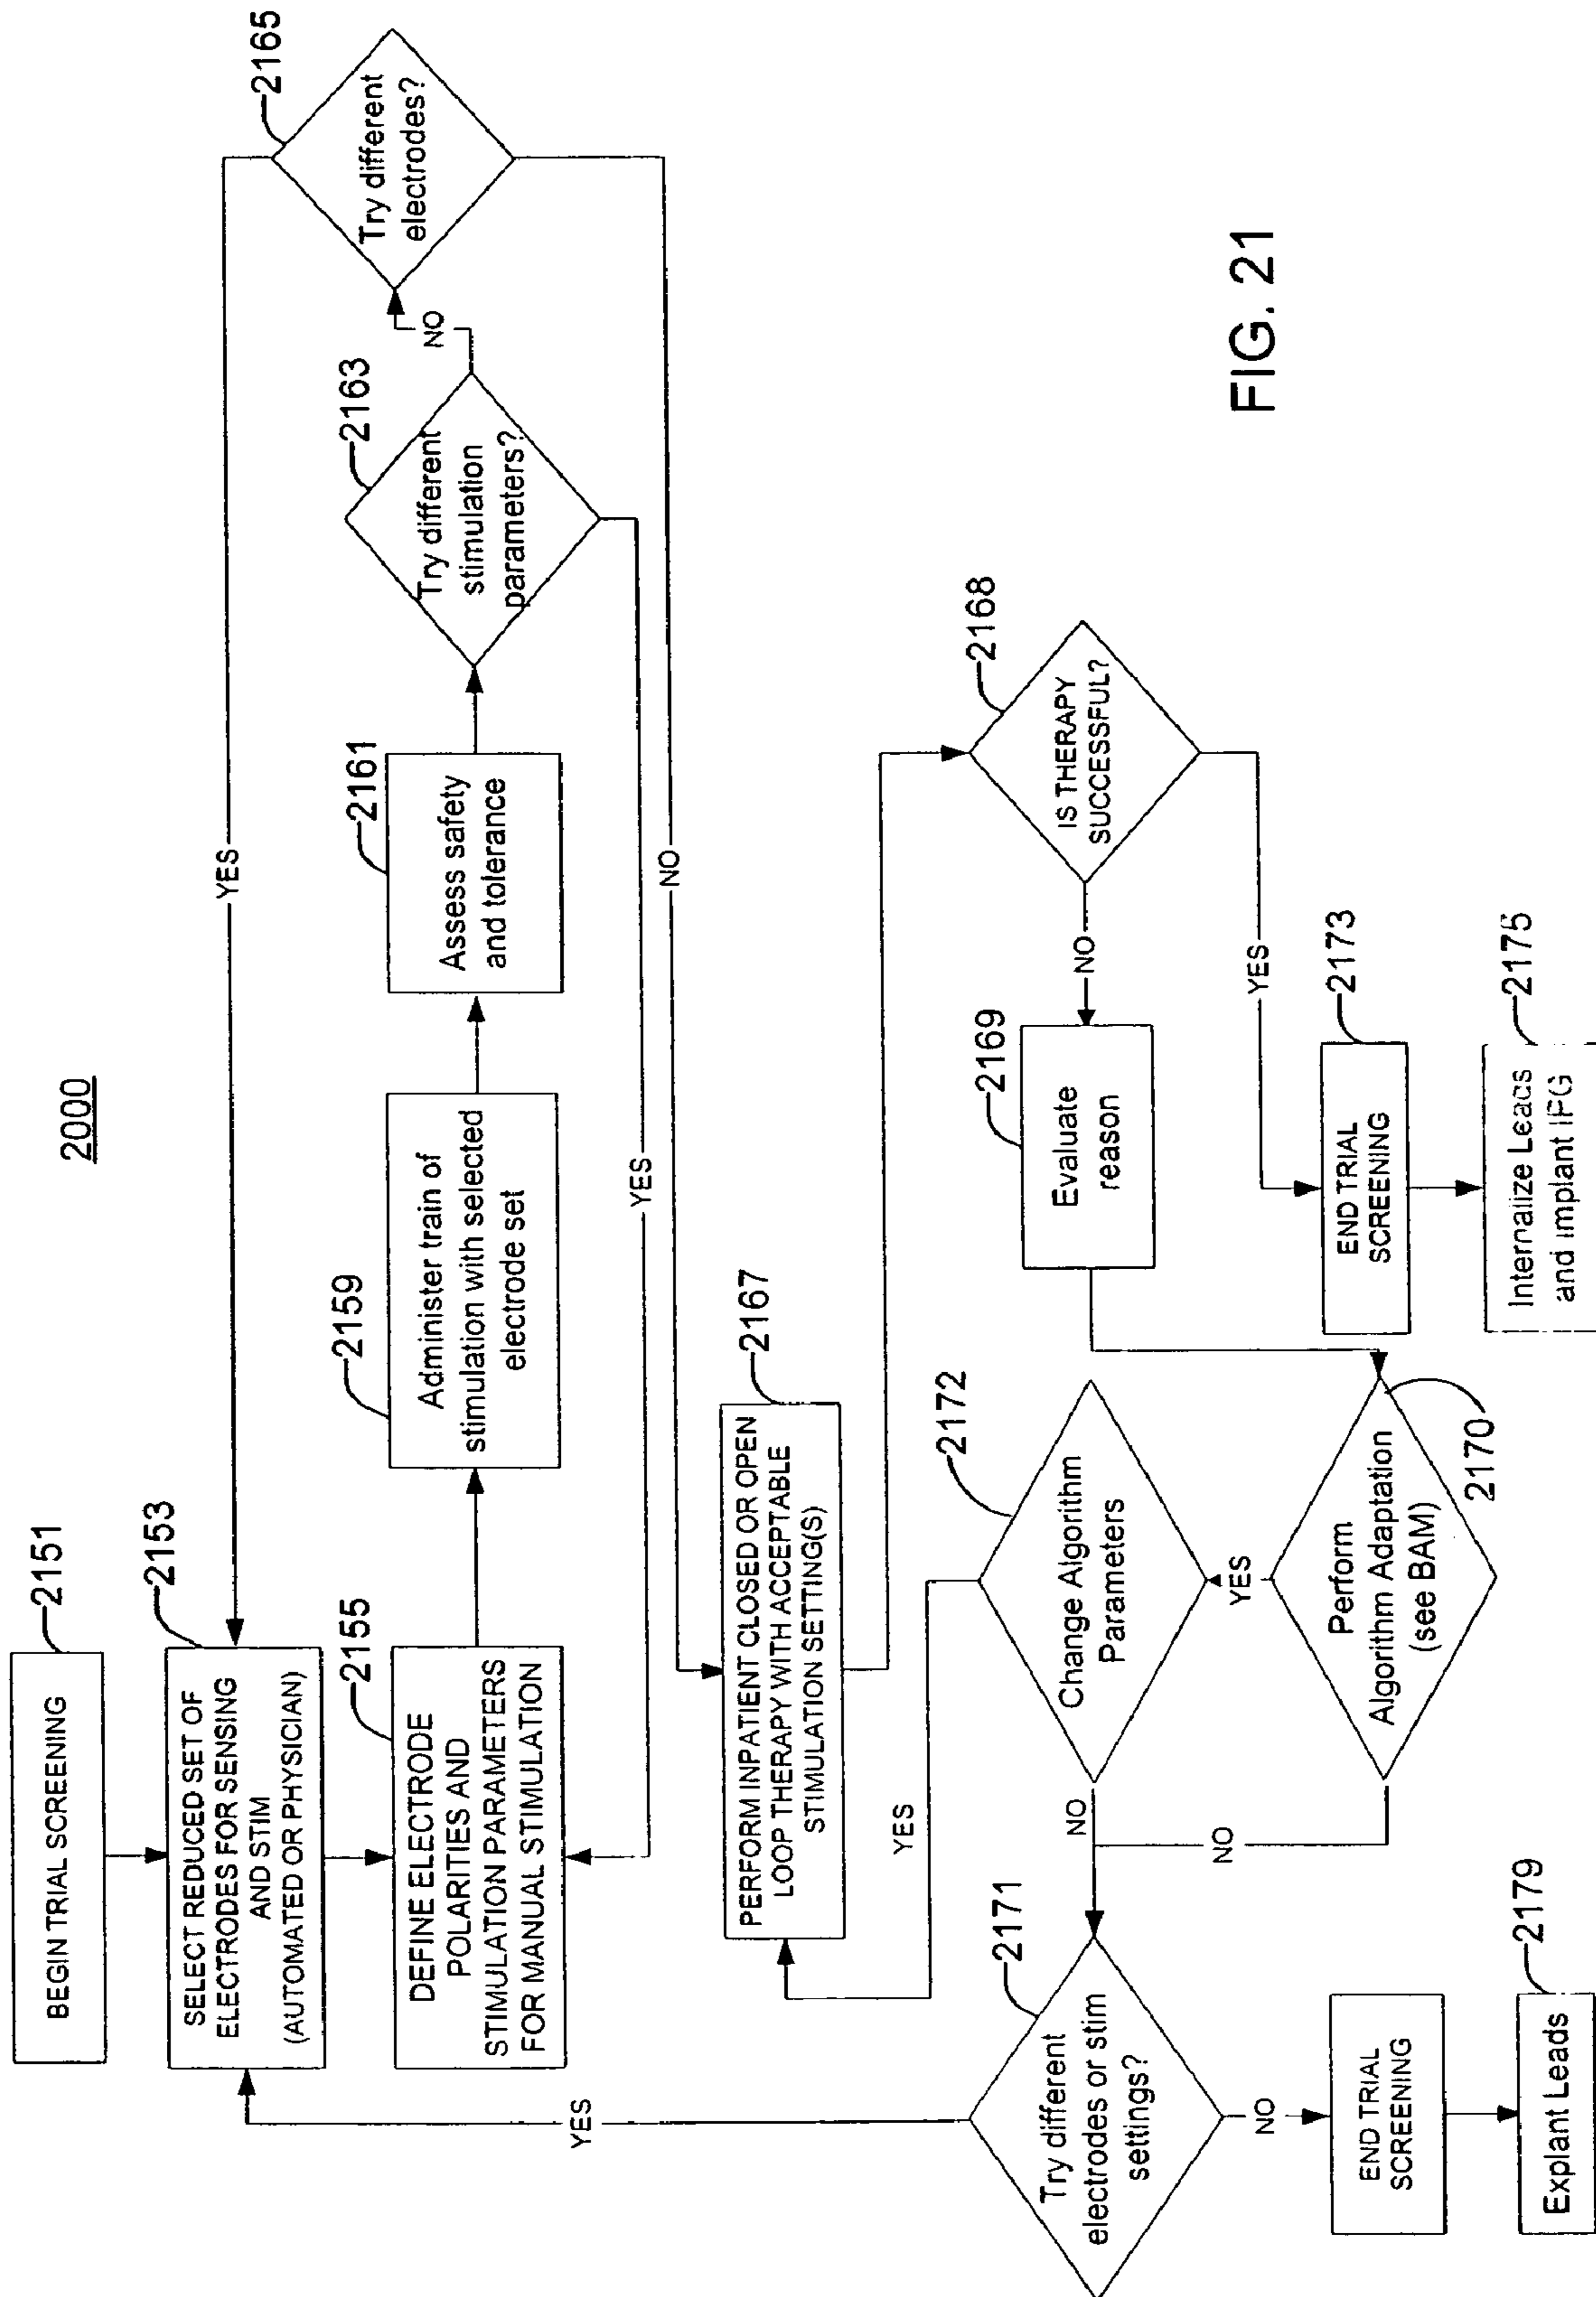 2000
BEGIN TRIAL SCREENING
2151
SELECT REDUCED SET OF
ELECTRODES FOR SENSING
AND STIM
(AUTOMATED OR PHYSICIAN)
2153
DEFINE ELECTRODE
POLARITIES AND
STIMULATION PARAMETERS
FOR MANUAL STIMULATION
2155
Administer train of
stimulation with selected
electrode set
2159
Assess safety
and tolerance
2161
Try different
stimulation
parameters?
2163
NO
YES
Try different
electrodes?
2165
YES
NO
PERFORM INPATIENT CLOSED OR OPEN
LOOP THERAPY WITH ACCEPTABLE
STIMULATION SETTING(S)
2167
IS THERAPY
SUCCESSFUL?
2168
NO
YES
Evaluate
reason
2169
Perform
Algorithm Adaptation
(see BAM)
2170
YES
NO
Change Algorithm
Parameters
2172
YES
NO
Try different
electrodes or stim
settings?
2171
YES
NO
END TRIAL
SCREENING
Explant Leads
2179
END TRIAL
SCREENING
2173
Internalize Leads
and implant IPG
2175
FIG. 21